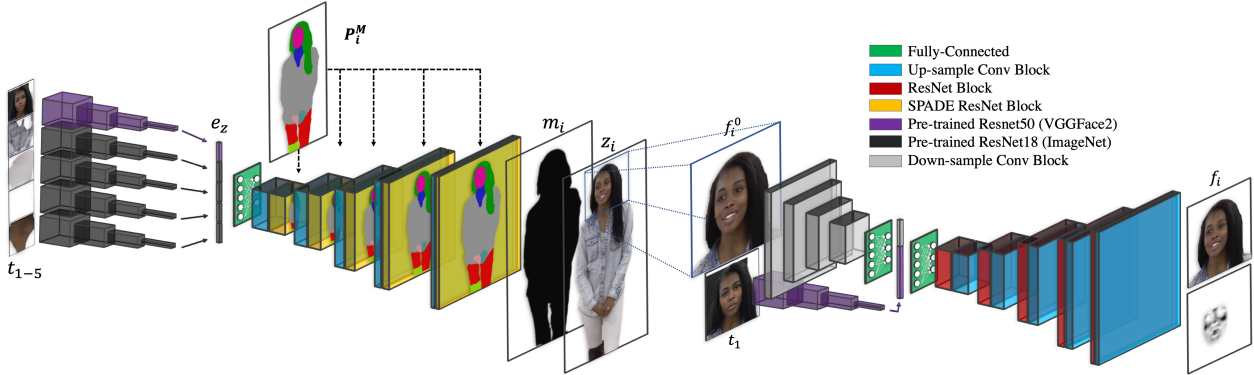 P_i^M
Fully-Connected
Up-sample Conv Block
ResNet Block
SPADE ResNet Block
Pre-trained Resnet50 (VGGFace2)
Pre-trained ResNet18 (ImageNet)
Down-sample Conv Block
e_z
m_i
z_i
f_i^0
f_i
t_{1-5}
t_1